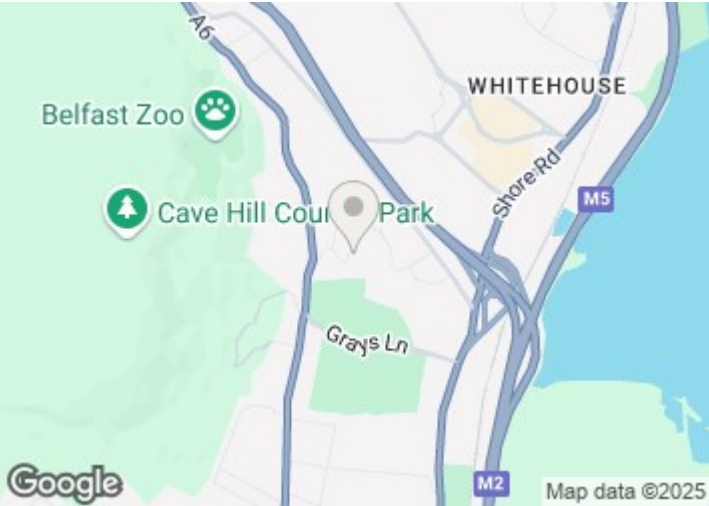 A6
WHITEHOUSE
Belfast Zoo
Shore Rd
M5
Cave Hill Cou Park
Grays Ln
M2
Google
Map data ©2025